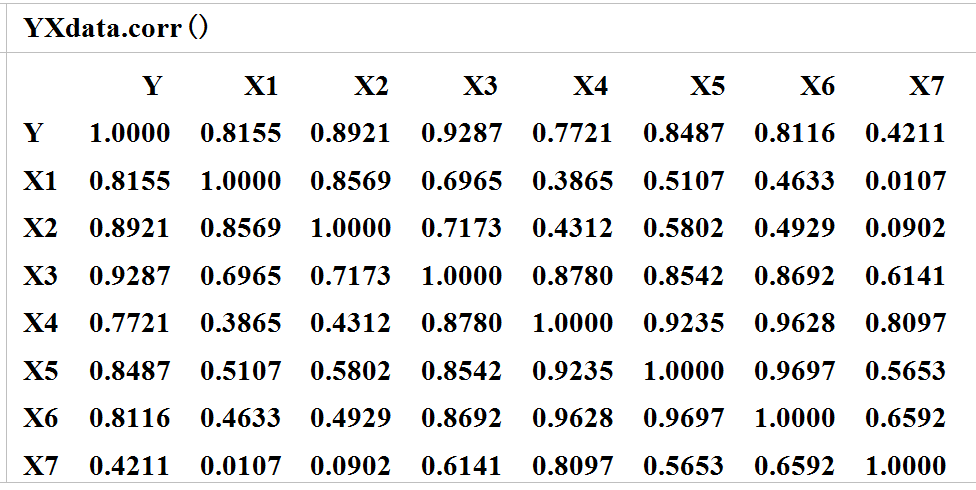 YXdata.corr()
Y X1 X2 X3 X4 X5 X6 X7
Y 1.0000 0.8155 0.8921 0.9287 0.7721 0.8487 0.8116 0.4211
X1 0.8155 1.0000 0.8569 0.6965 0.3865 0.5107 0.4633 0.0107
X2 0.8921 0.8569 1.0000 0.7173 0.4312 0.5802 0.4929 0.0902
X3 0.9287 0.6965 0.7173 1.0000 0.8780 0.8542 0.8692 0.6141
X4 0.7721 0.3865 0.4312 0.8780 1.0000 0.9235 0.9628 0.8097
X5 0.8487 0.5107 0.5802 0.8542 0.9235 1.0000 0.9697 0.5653
X6 0.8116 0.4633 0.4929 0.8692 0.9628 0.9697 1.0000 0.6592
X7 0.4211 0.0107 0.0902 0.6141 0.8097 0.5653 0.6592 1.0000